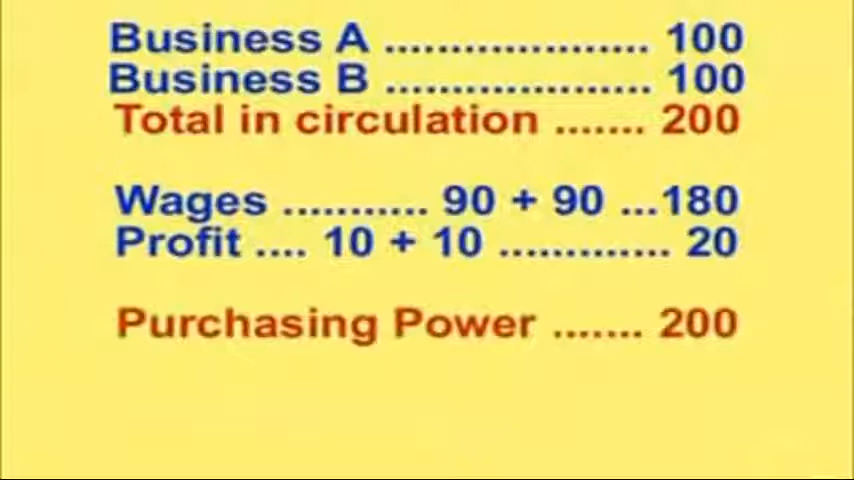 Business A .................... 100
Business B .................... 100
Total in circulation ....... 200
Wages ........... 90 + 90 ...180
Profit .... 10 + 10 ............. 20
Purchasing Power ....... 200